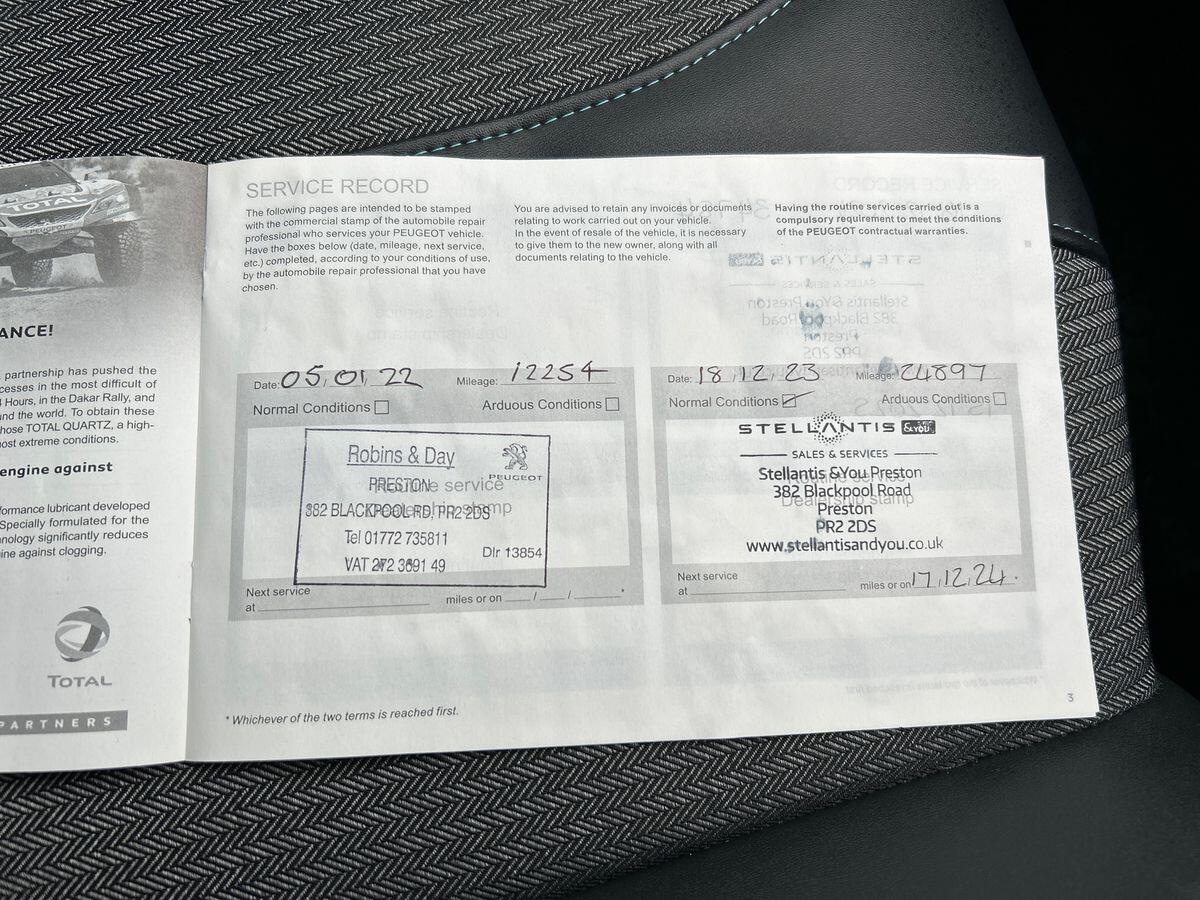 TOTAL
PEUGEOT
ANCE!
partnership has pushed the
cesses in the most difficult of
Hours, in the Dakar Rally, and
und the world. To obtain these
hose TOTAL QUARTZ, a high-
ost extreme conditions.
engine against
formance lubricant developed
Specially formulated for the
nology significantly reduces
ine against clogging.
TOTAL
PARTNERS
SERVICE RECORD
The following pages are intended to be stamped
with the commercial stamp of the automobile repair
professional who services your PEUGEOT vehicle.
Have the boxes below (date, mileage, next service,
etc.) completed, according to your conditions of use,
by the automobile repair professional that you have
chosen.
You are advised to retain any invoices or documents
relating to work carried out on your vehicle.
In the event of resale of the vehicle, it is necessary
to give them to the new owner, along with all
documents relating to the vehicle.
Having the routine services carried out is a
compulsory requirement to meet the conditions
of the PEUGEOT contractual warranties.
Date: 05,01,22 Mileage: 12254
Normal Conditions Arduous Conditions
Robins & Day
PEUGEOT
PRESTON
Routine service
382 BLACKPOOL RD, PR2 2DS
Dealership stamp
Tel 01772 735811
Dlr 13854
VAT 272 3691 49
Next service
at miles or on / / *
Date: 18,12,23 Mileage: 24897
Normal Conditions Arduous Conditions
STELLANTIS &YOU
SALES & SERVICES
Stellantis &You Preston
Routine service
382 Blackpool Road
Dealership stamp
Preston
PR2 2DS
www.stellantisandyou.co.uk
Next service
at miles or on 17,12,24.
* Whichever of the two terms is reached first.
3